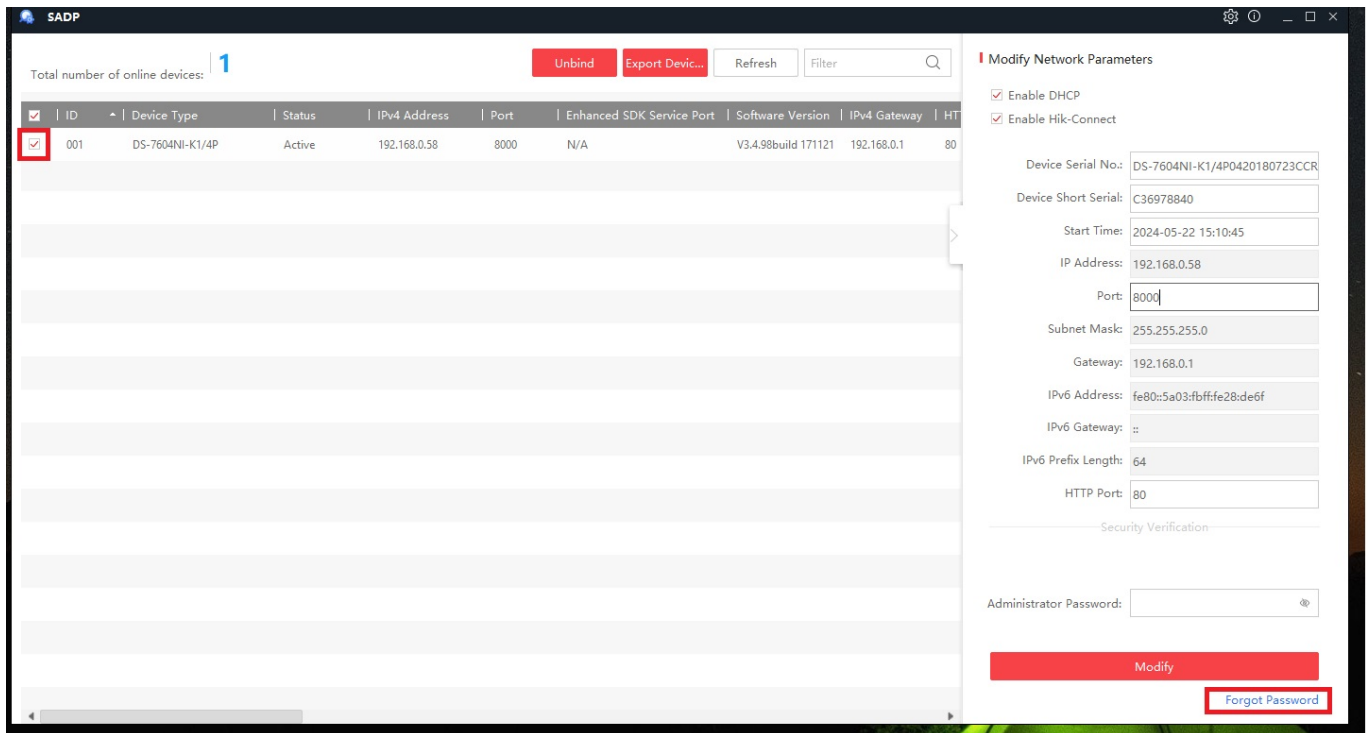 SADP
Total number of online devices: 1
Unbind
Export Devic...
Refresh
Filter
ID Device Type Status IPv4 Address Port Enhanced SDK Service Port Software Version IPv4 Gateway HT
001 DS-7604NI-K1/4P Active 192.168.0.58 8000 N/A V3.4.98build 171121 192.168.0.1 80
Modify Network Parameters
Enable DHCP
Enable Hik-Connect
Device Serial No.: DS-7604NI-K1/4P0420180723CCR
Device Short Serial: C36978840
Start Time: 2024-05-22 15:10:45
IP Address: 192.168.0.58
Port: 8000
Subnet Mask: 255.255.255.0
Gateway: 192.168.0.1
IPv6 Address: fe80::5a03:fbff:fe28:de6f
IPv6 Gateway: ::
IPv6 Prefix Length: 64
HTTP Port: 80
Security Verification
Administrator Password:
Modify
Forgot Password